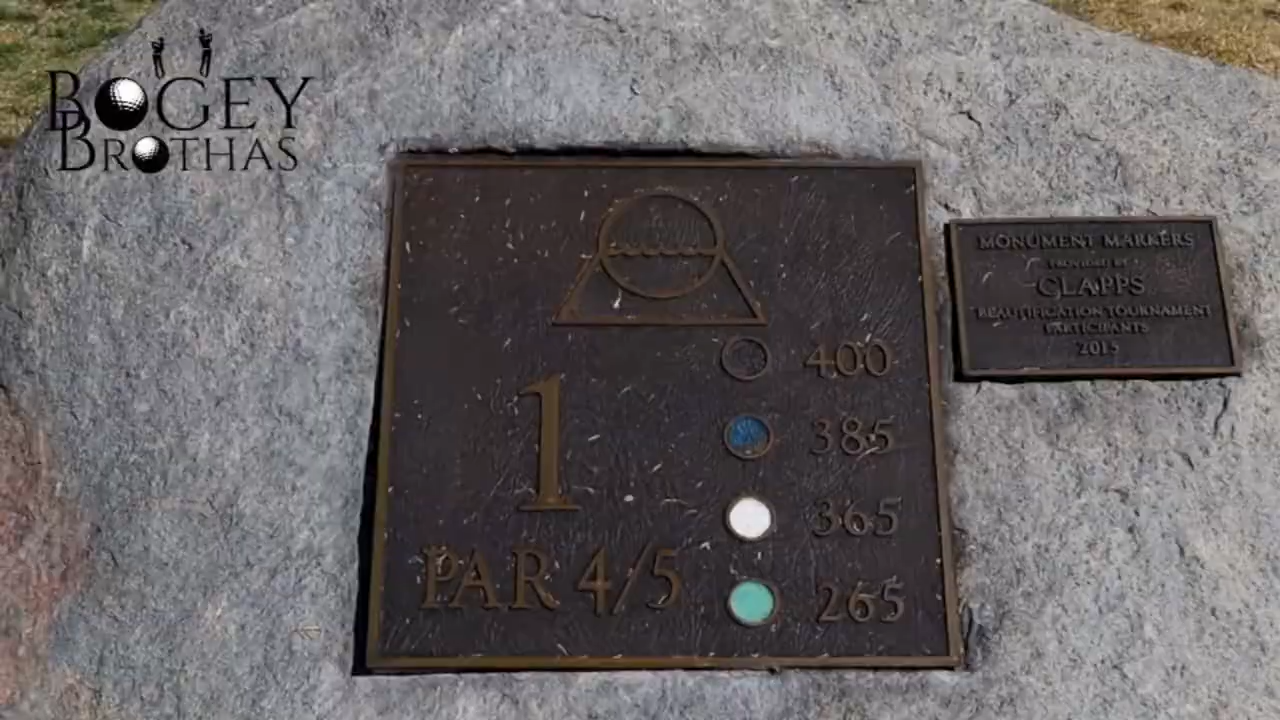 BOGEY
BROTHAS
1
PAR 4/5
400
385
365
265
MONUMENT MARKERS
PROVIDED BY
CLAPPS
BEAUTIFICATION TOURNAMENT
PARTICIPANTS
2015